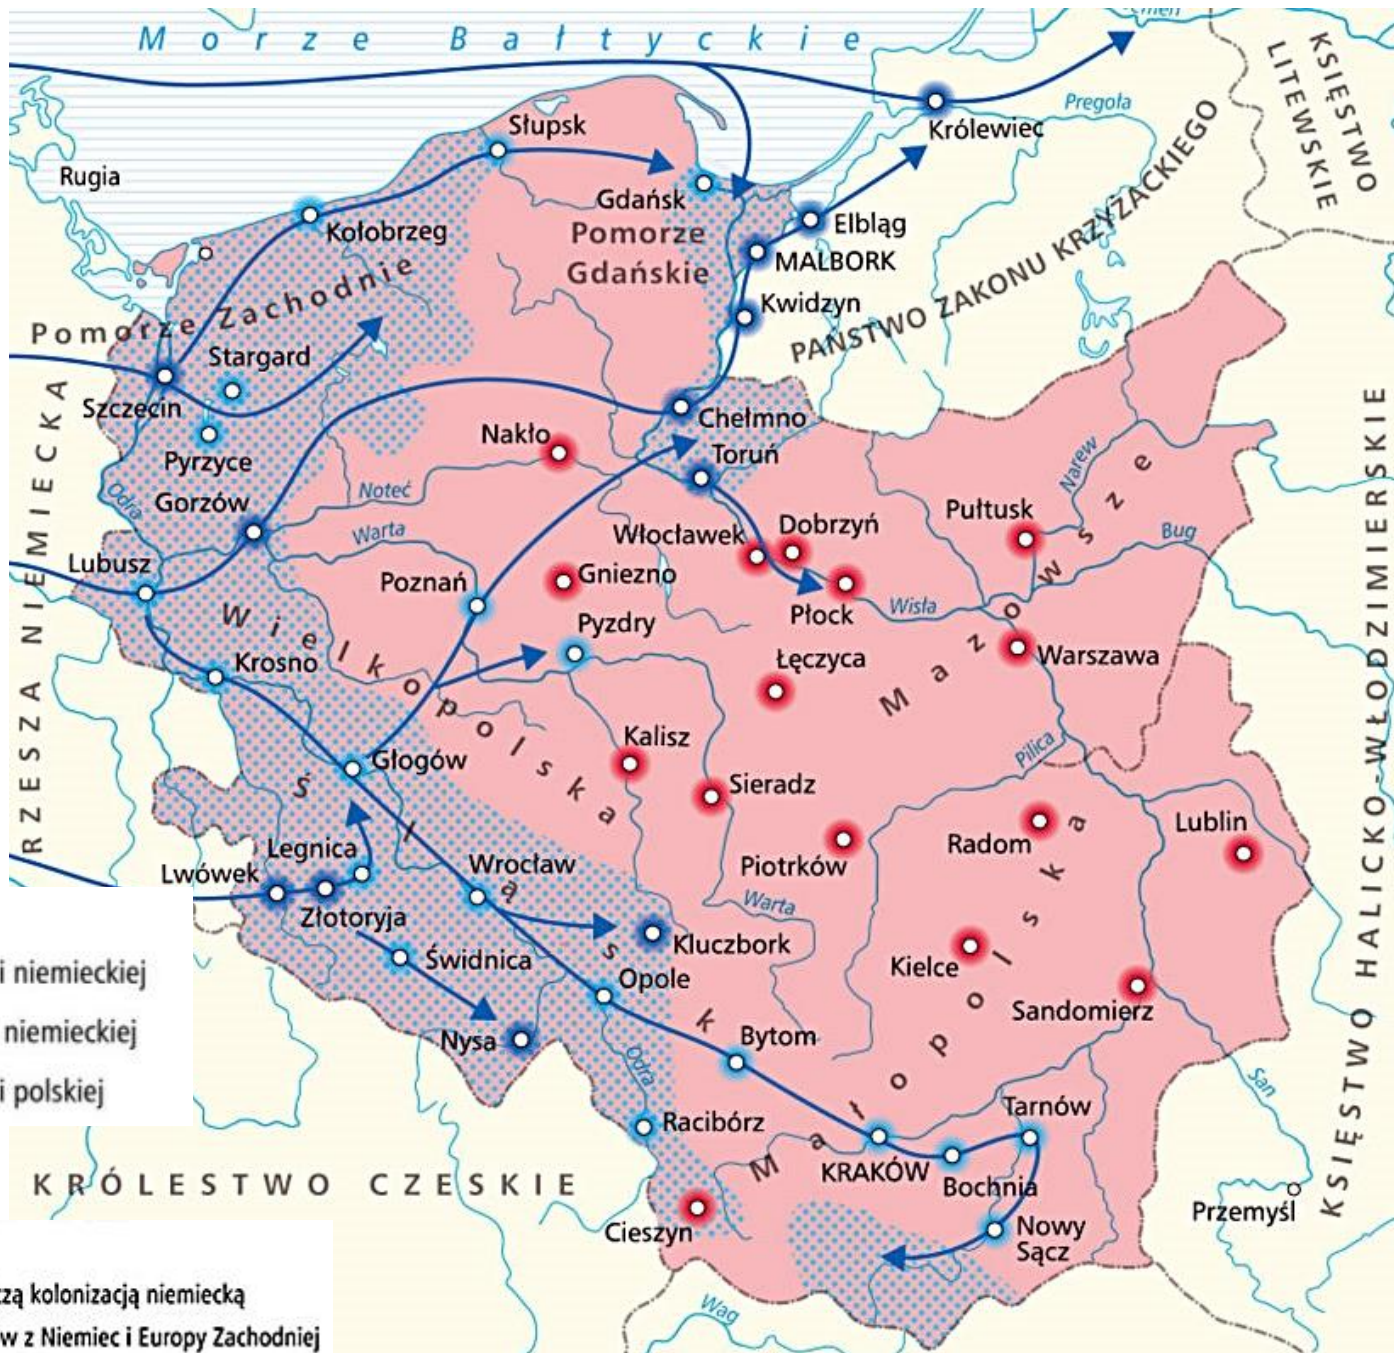 Morze Bałtyckie
KSIĘSTWO
LITEWSKIE
Pregoła
Królewiec
Słupsk
Rugia
Gdańsk
Kołobrzeg
Elbląg
Pomorze
Gdańskie
MALBORK
Pomorze Zachodnie
Kwidzyn
PAŃSTWO ZAKONU KRZYŻACKIEGO
Stargard
Szczecin
Chełmno
Nakło
Toruń
Pyrzyce
Odra
Gorzów
Noteć
Narew
Pułtusk
Warta
Włocławek
Dobrzyń
Bug
Lubusz
Poznań
Gniezno
Płock
Wisła
Mazowsze
Wielkopolska
Pyzdry
Krosno
Łęczyca
Warszawa
RZESZA NIEMIECKA
KSIĘSTWO HALICKO-WŁODZIMIERSKIE
Kalisz
Głogów
Pilica
Sieradz
Śląsk
Radom
Lublin
Legnica
Piotrków
Lwówek
Wrocław
Warta
Złotoryja
Kluczbork
Świdnica
Kielce
Opole
Sandomierz
Nysa
Bytom
Odra
San
Małopolska
Tarnów
Racibórz
KRAKÓW
Bochnia
KRÓLESTWO CZESKIE
Przemyśl
Cieszyn
Nowy
Sącz
Wag
i niemieckiej
niemieckiej
i polskiej
zą kolonizacją niemiecką
w z Niemiec i Europy Zachodniej